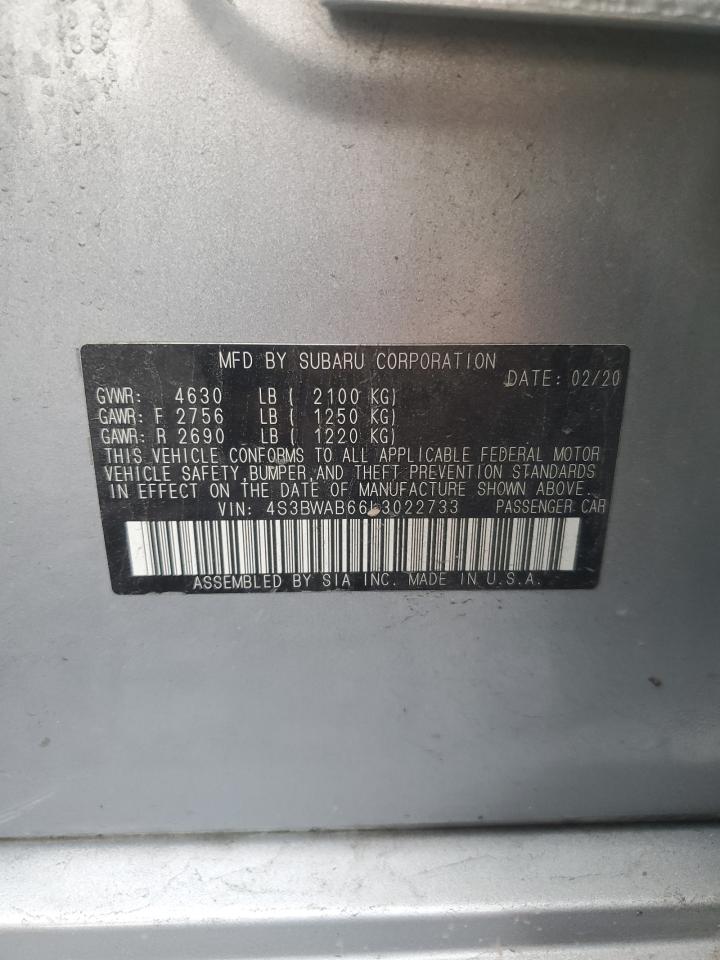 MFD BY SUBARU CORPORATION
DATE: 02/20
GVWR: 4630 LB ( 2100 KG)
GAWR: F 2756 LB ( 1250 KG)
GAWR: R 2690 LB ( 1220 KG)
THIS VEHICLE CONFORMS TO ALL APPLICABLE FEDERAL MOTOR
VEHICLE SAFETY,BUMPER,AND THEFT PREVENTION STANDARDS
IN EFFECT ON THE DATE OF MANUFACTURE SHOWN ABOVE.
VIN: 4S3BWAB66L3022733 PASSENGER CAR
ASSEMBLED BY SIA INC. MADE IN U.S.A.